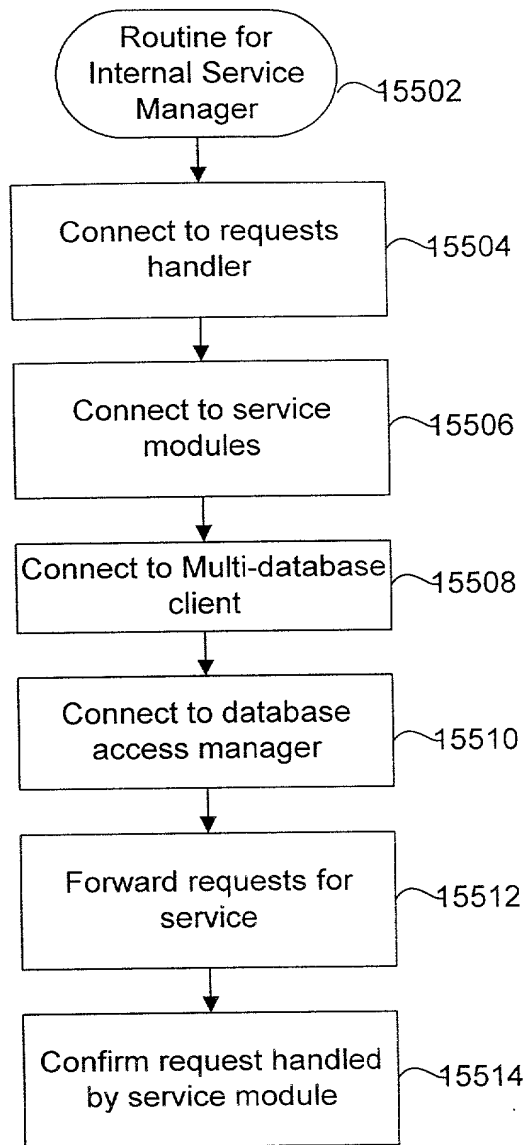 Routine for
Internal Service
Manager
15502
Connect to requests
handler
15504
Connect to service
modules
15506
Connect to Multi-database
client
15508
Connect to database
access manager
15510
Forward requests for
service
15512
Confirm request handled
by service module
15514